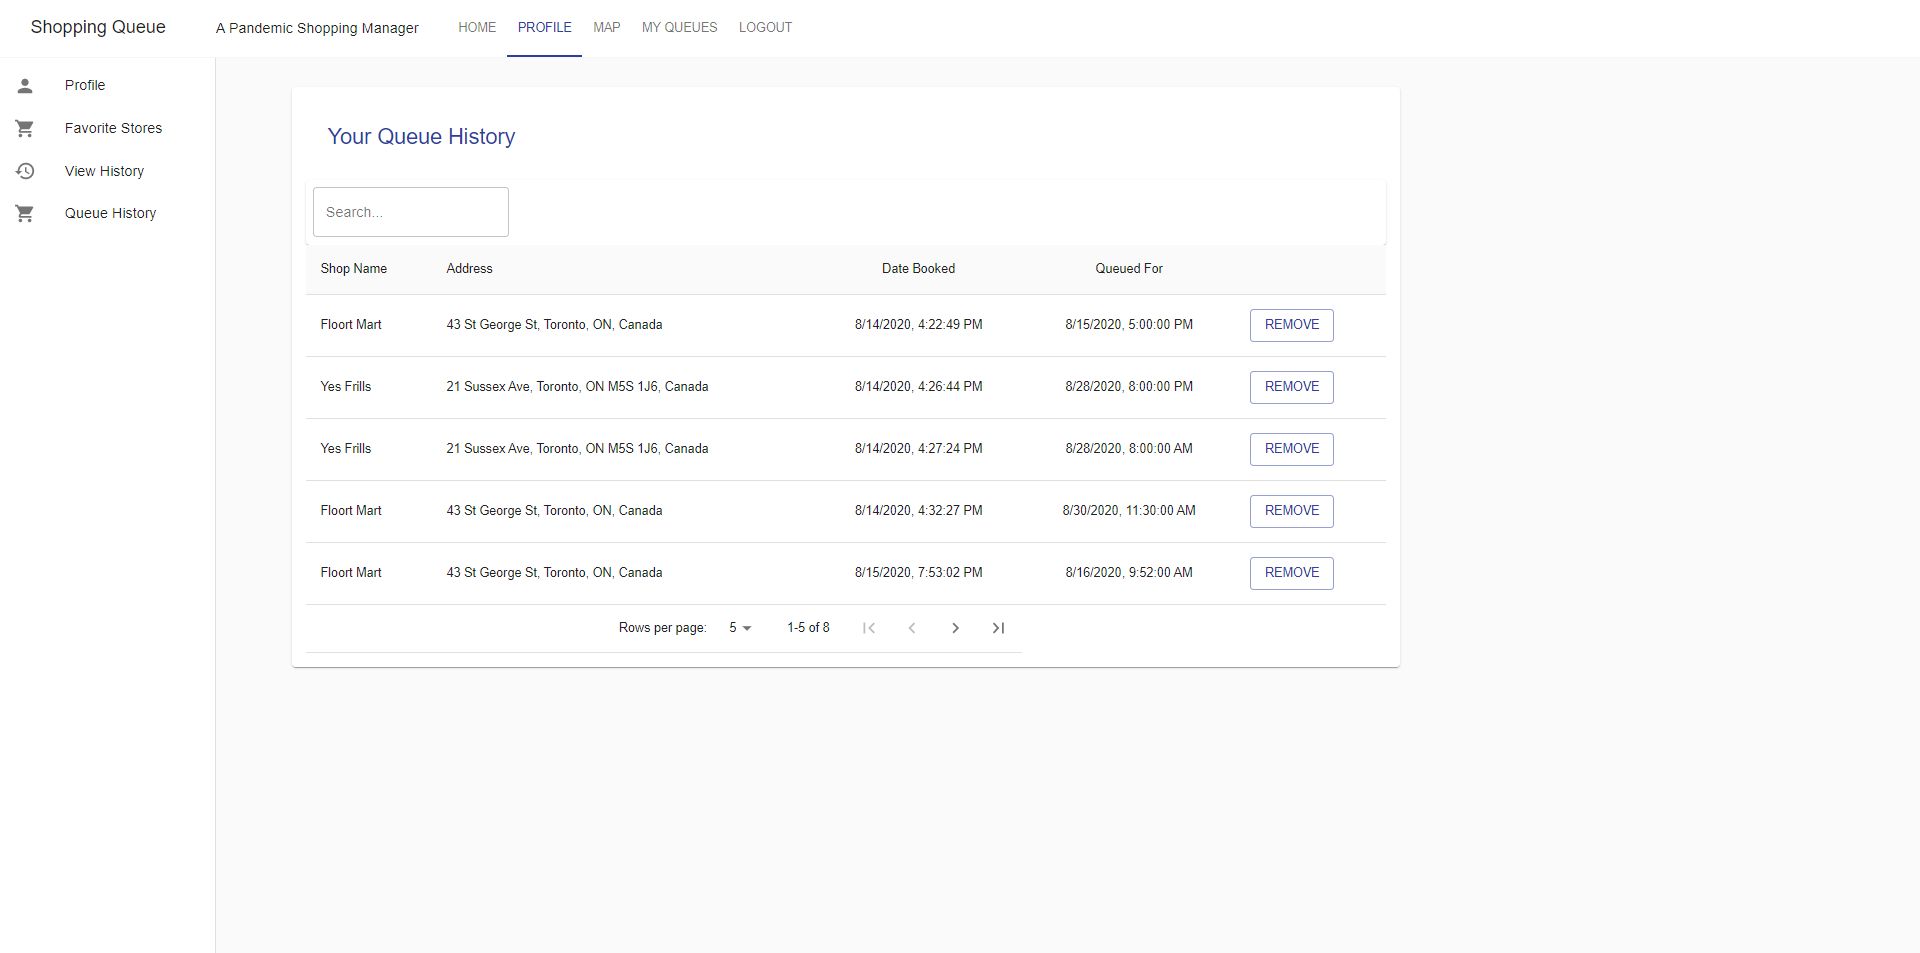 Shopping Queue A Pandemic Shopping Manager HOME PROFILE MAP MY QUEUES LOGOUT
Profile
Favorite Stores
View History
Queue History
Your Queue History
Search...
Shop Name Address Date Booked Queued For
Floort Mart 43 St George St, Toronto, ON, Canada 8/14/2020, 4:22:49 PM 8/15/2020, 5:00:00 PM REMOVE
Yes Frills 21 Sussex Ave, Toronto, ON M5S 1J6, Canada 8/14/2020, 4:26:44 PM 8/28/2020, 8:00:00 PM REMOVE
Yes Frills 21 Sussex Ave, Toronto, ON M5S 1J6, Canada 8/14/2020, 4:27:24 PM 8/28/2020, 8:00:00 AM REMOVE
Floort Mart 43 St George St, Toronto, ON, Canada 8/14/2020, 4:32:27 PM 8/30/2020, 11:30:00 AM REMOVE
Floort Mart 43 St George St, Toronto, ON, Canada 8/15/2020, 7:53:02 PM 8/16/2020, 9:52:00 AM REMOVE
Rows per page: 5 1-5 of 8